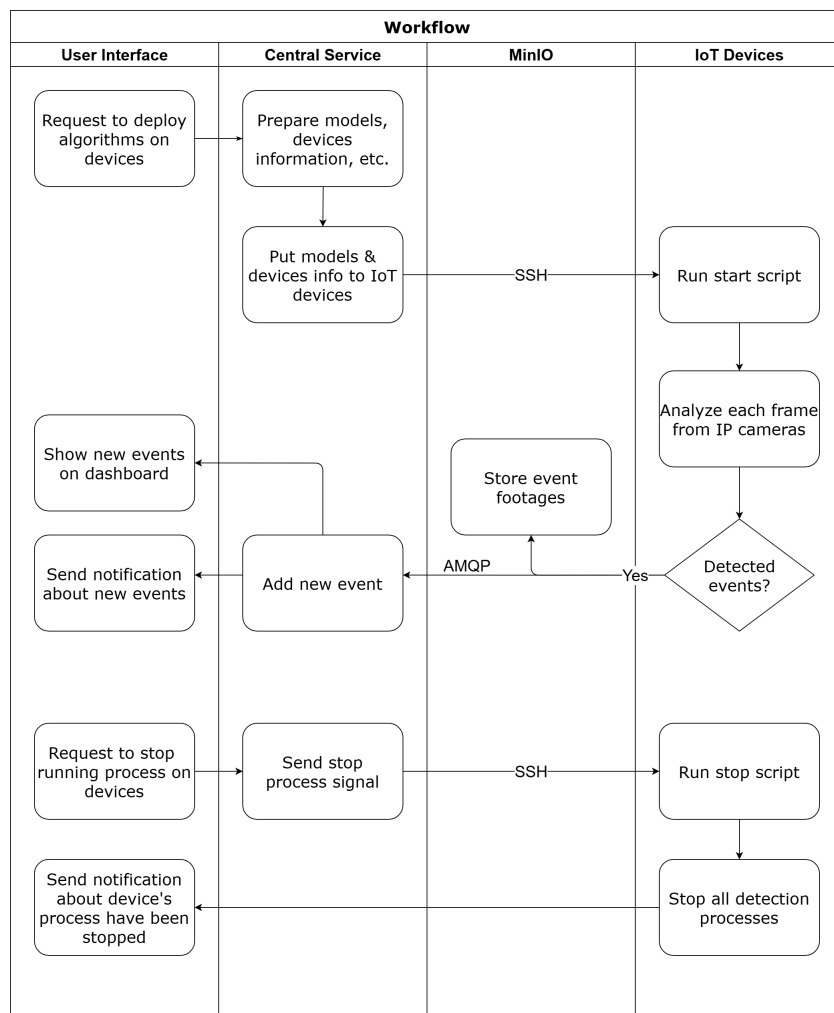 Workflow
User Interface
Central Service
MinIO
IoT Devices
Request to deploy
algorithms on
devices
Prepare models,
devices
information, etc.
Put models &
devices info to IoT
devices
SSH
Run start script
Analyze each frame
from IP cameras
Show new events
on dashboard
Store event
footages
Send notification
about new events
Add new event
AMQP
Yes
Detected
events?
Request to stop
running process on
devices
Send stop
process signal
SSH
Run stop script
Send notification
about device's
process have been
stopped
Stop all detection
processes